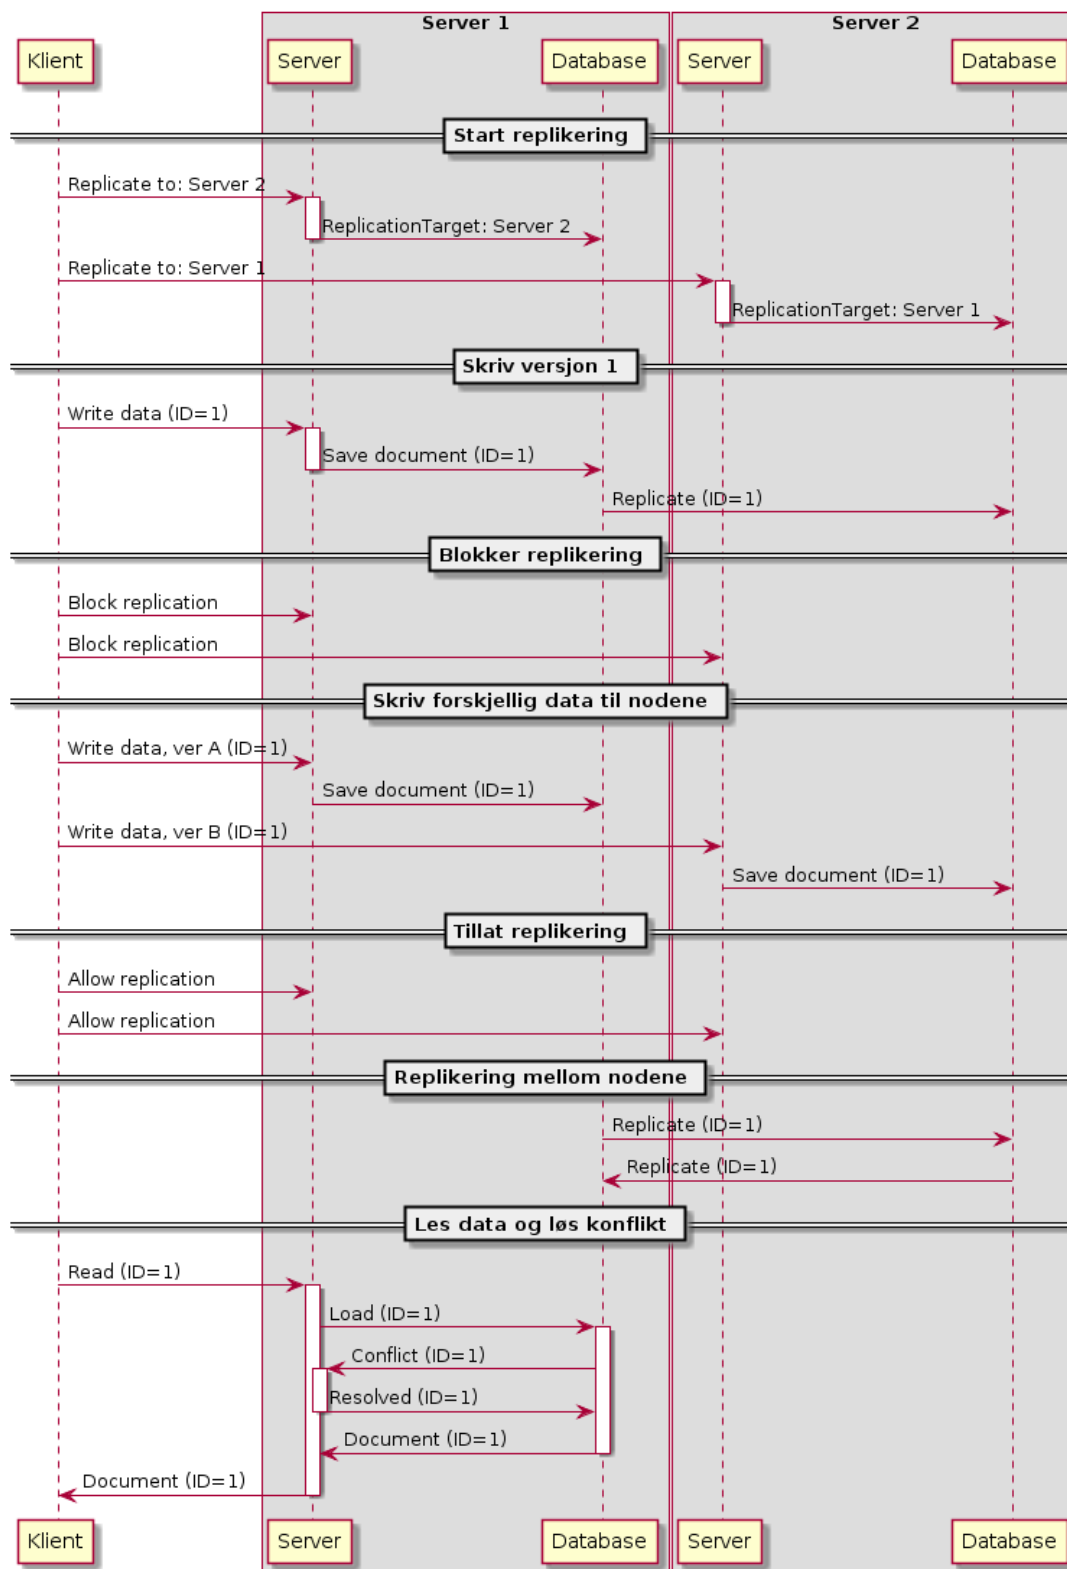 Server 1
Server 2
Klient
Server
Database
Server
Database
Start replikering
Replicate to: Server 2
ReplicationTarget: Server 2
Replicate to: Server 1
ReplicationTarget: Server 1
Skriv versjon 1
Write data (ID=1)
Save document (ID=1)
Replicate (ID=1)
Blokker replikering
Block replication
Block replication
Skriv forskjellig data til nodene
Write data, ver A (ID=1)
Save document (ID=1)
Write data, ver B (ID=1)
Save document (ID=1)
Tillat replikering
Allow replication
Allow replication
Replikering mellom nodene
Replicate (ID=1)
Replicate (ID=1)
Les data og løs konflikt
Read (ID=1)
Load (ID=1)
Conflict (ID=1)
Resolved (ID=1)
Document (ID=1)
Document (ID=1)
Klient
Server
Database
Server
Database